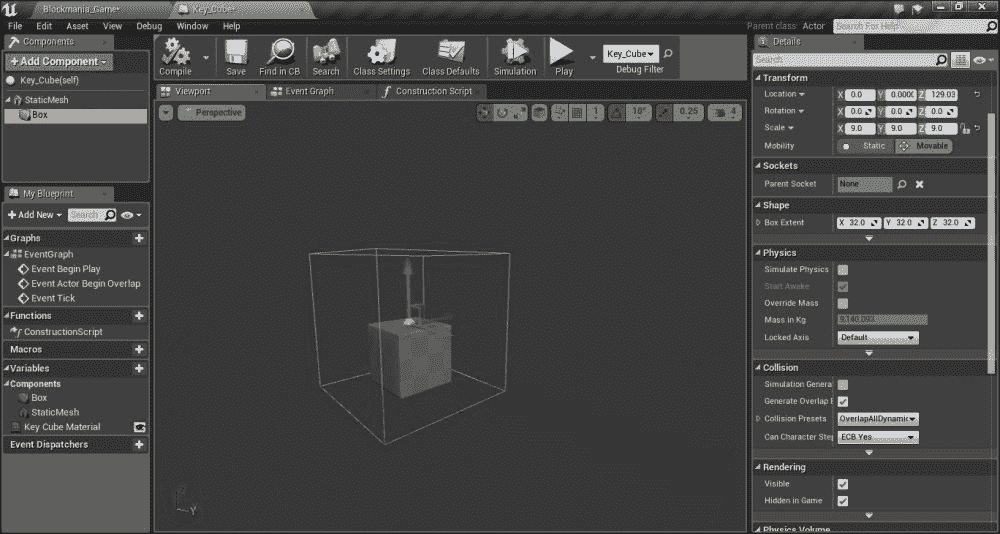 Blockmania_Game*
Key_Cube*
File Edit Asset View Debug Window Help
Parent class: Actor Search For Help
Components
Add Component
Key_Cube(self)
StaticMesh
Box
Compile Save Find in CB Search Class Settings Class Defaults Simulation Play
Key_Cube
Debug Filter
Viewport Event Graph Construction Script
Perspective
10° 0.25 4
My Blueprint
Add New Search
Graphs
EventGraph
Event Begin Play
Event Actor Begin Overlap
Event Tick
Functions
ConstructionScript
Macros
Variables
Components
Box
StaticMesh
Key Cube Material
Event Dispatchers
Y
Details
Search
Transform
Location X 0.0 Y 0.000 Z 129.03
Rotation X 0.0 Y 0.0 Z 0.0
Scale X 9.0 Y 9.0 Z 9.0
Mobility Static Movable
Sockets
Parent Socket None
Shape
Box Extent X 32.0 Y 32.0 Z 32.0
Physics
Simulate Physics
Start Awake
Override Mass
Mass in Kg 9,140.093
Locked Axis Default
Collision
Simulation Genera
Generate Overlap E
Collision Presets OverlapAllDynamic
Can Character Step ECB Yes
Rendering
Visible
Hidden in Game
Physics Volume